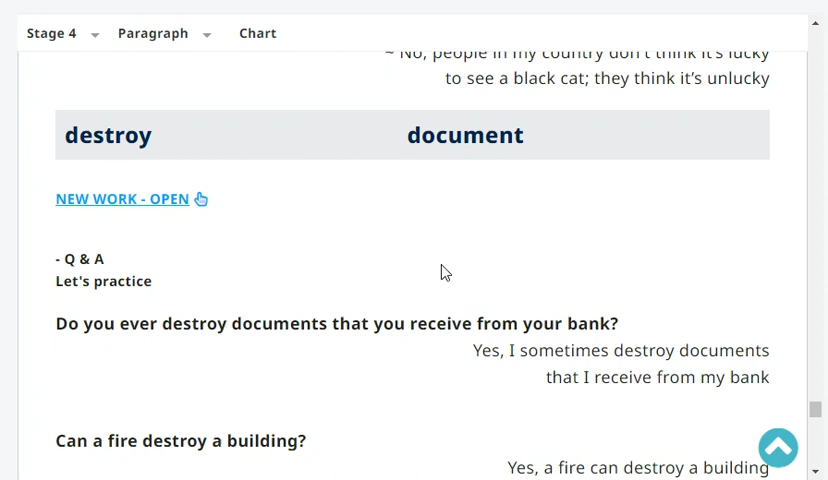 Stage 4 Paragraph Chart
~ No, people in my country don't think it's lucky
to see a black cat; they think it’s unlucky
destroy document
NEW WORK - OPEN
- Q & A
Let's practice
Do you ever destroy documents that you receive from your bank?
Yes, I sometimes destroy documents
that I receive from my bank
Can a fire destroy a building?
Yes, a fire can destroy a building